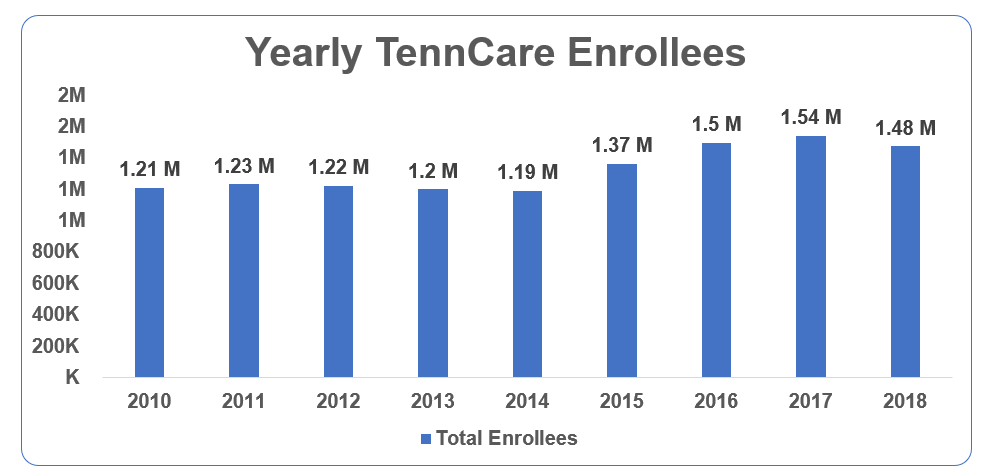 Yearly TennCare Enrollees
2M
2M
1M
1M
1M
800K
600K
400K
200K
K
1.21 M
1.23 M
1.22 M
1.2 M
1.19 M
1.37 M
1.5 M
1.54 M
1.48 M
2010 2011 2012 2013 2014 2015 2016 2017 2018
Total Enrollees